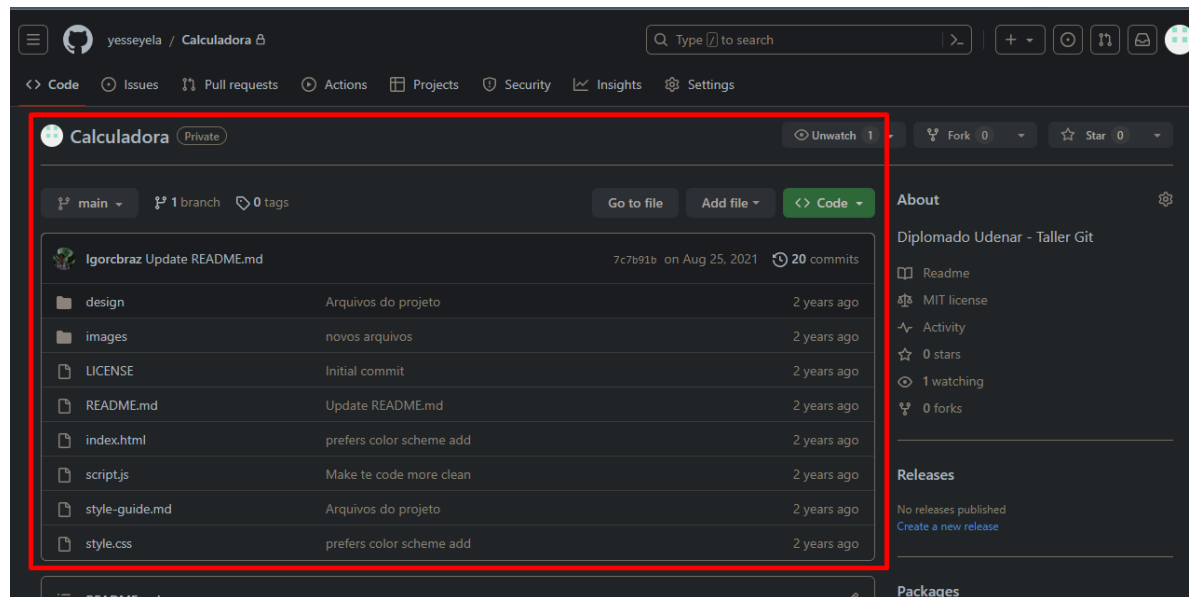 yesseyela / Calculadora
Type / to search
Code Issues Pull requests Actions Projects Security Insights Settings
Calculadora Private
Unwatch 1 Fork 0 Star 0
main 1 branch 0 tags
Go to file Add file Code
Igorcbraz Update README.md 7c7b91b on Aug 25, 2021 20 commits
design Arquivos do projeto 2 years ago
images novos arquivos 2 years ago
LICENSE Initial commit 2 years ago
README.md Update README.md 2 years ago
index.html prefers color scheme add 2 years ago
script.js Make te code more clean 2 years ago
style-guide.md Arquivos do projeto 2 years ago
style.css prefers color scheme add 2 years ago
About
Diplomado Udenar - Taller Git
Readme
MIT license
Activity
0 stars
1 watching
0 forks
Releases
No releases published
Create a new release
Packages
README.md